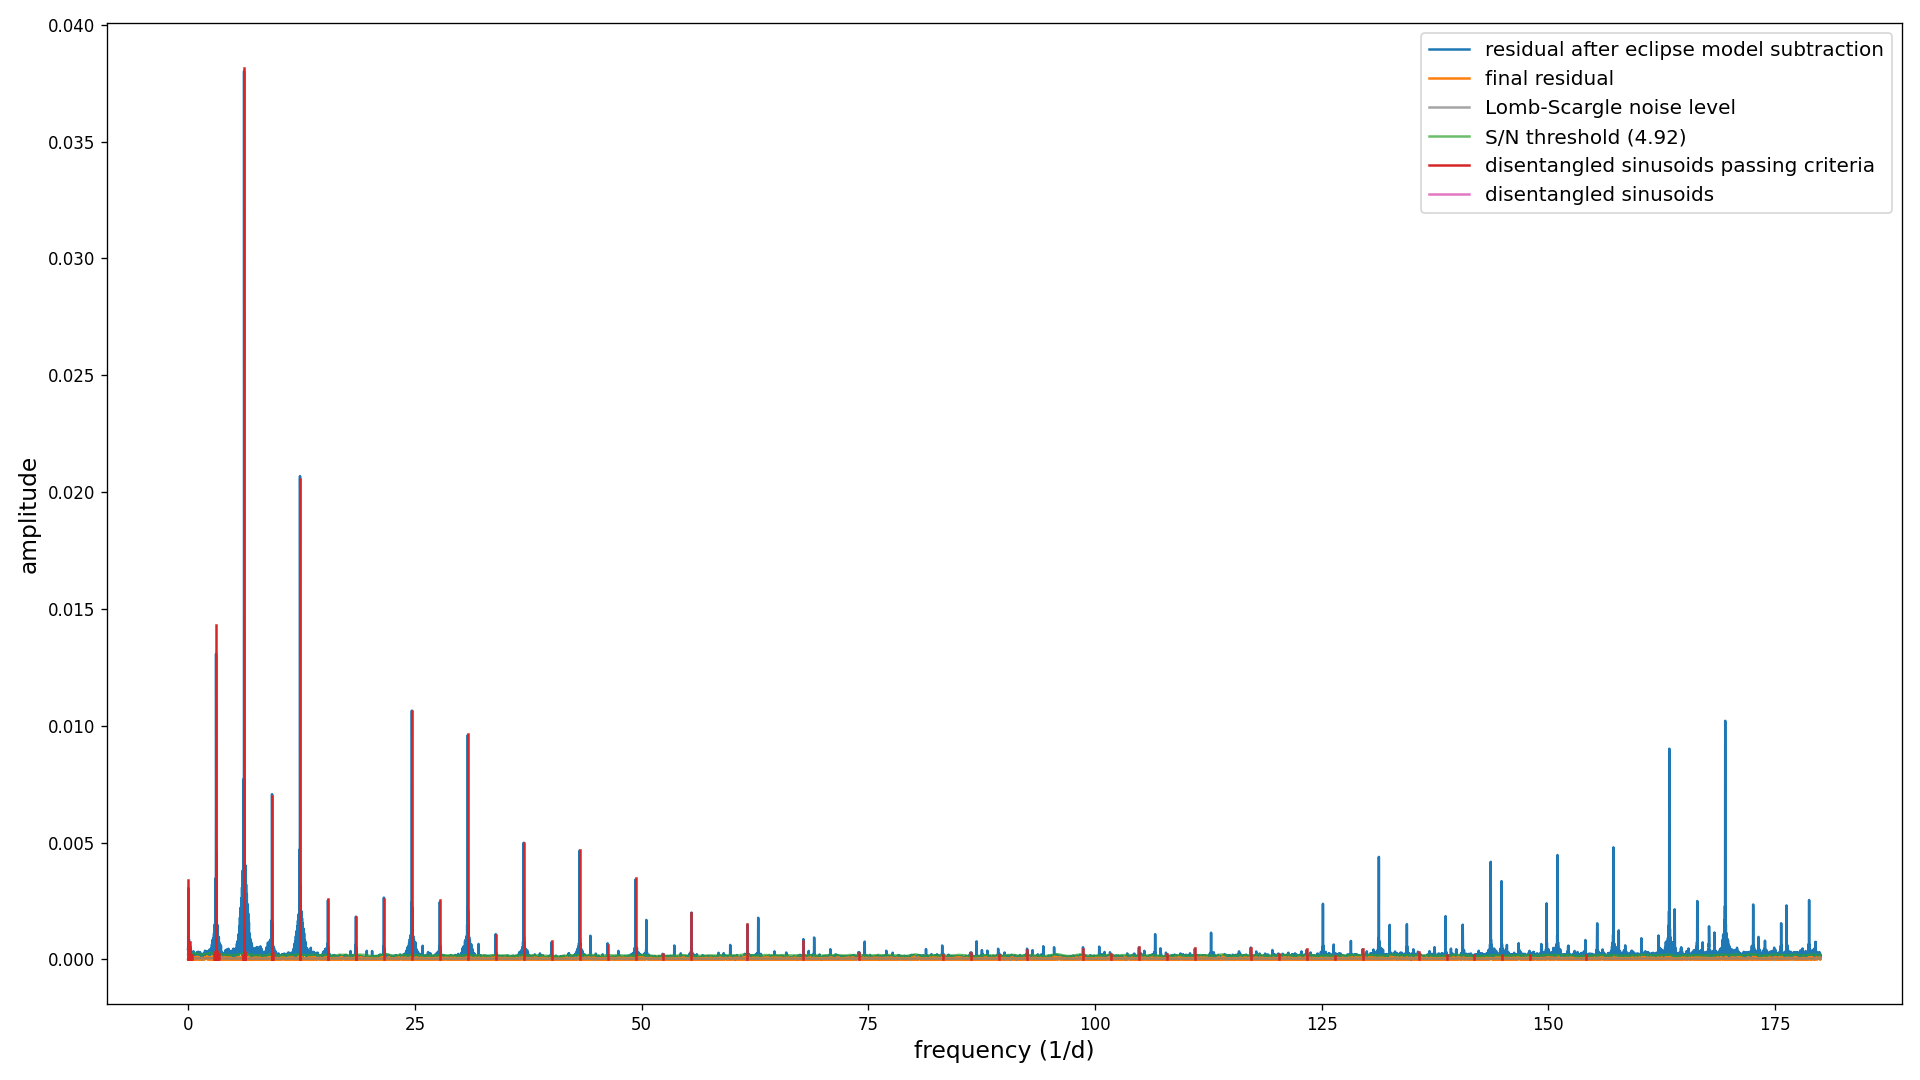 0.040
0.035
0.030
0.025
0.020
0.015
0.010
0.005
0.000
amplitude
0
25
50
75
100
125
150
175
frequency (1/d)
residual after eclipse model subtraction
final residual
Lomb-Scargle noise level
S/N threshold (4.92)
disentangled sinusoids passing criteria
disentangled sinusoids